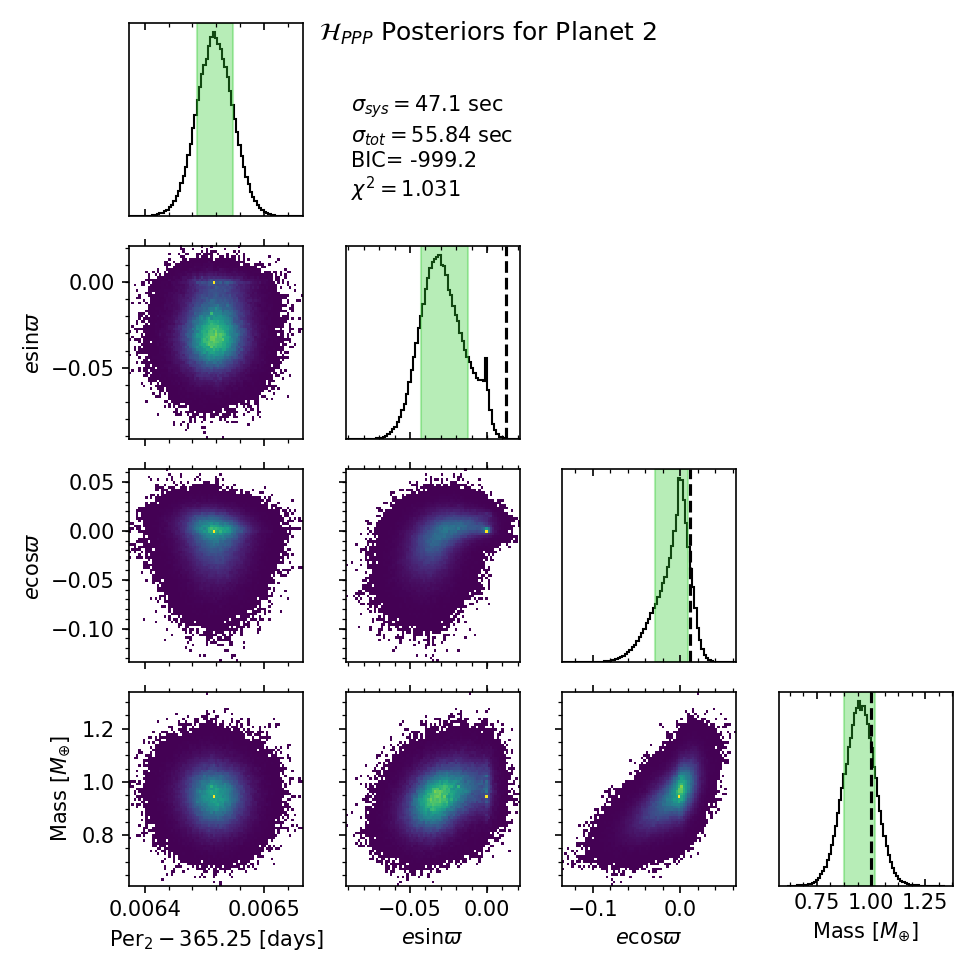 ℋ_PPP Posteriors for Planet 2
σ_sys = 47.1 sec
σ_tot = 55.84 sec
BIC= -999.2
χ² = 1.031
0.00
−0.05
esinϖ
0.05
0.00
−0.05
−0.10
ecosϖ
1.2
1.0
0.8
Mass [M⊕]
0.0064 0.0065
Per₂ − 365.25 [days]
−0.05 0.00
esinϖ
−0.1 0.0
ecosϖ
0.75 1.00 1.25
Mass [M⊕]